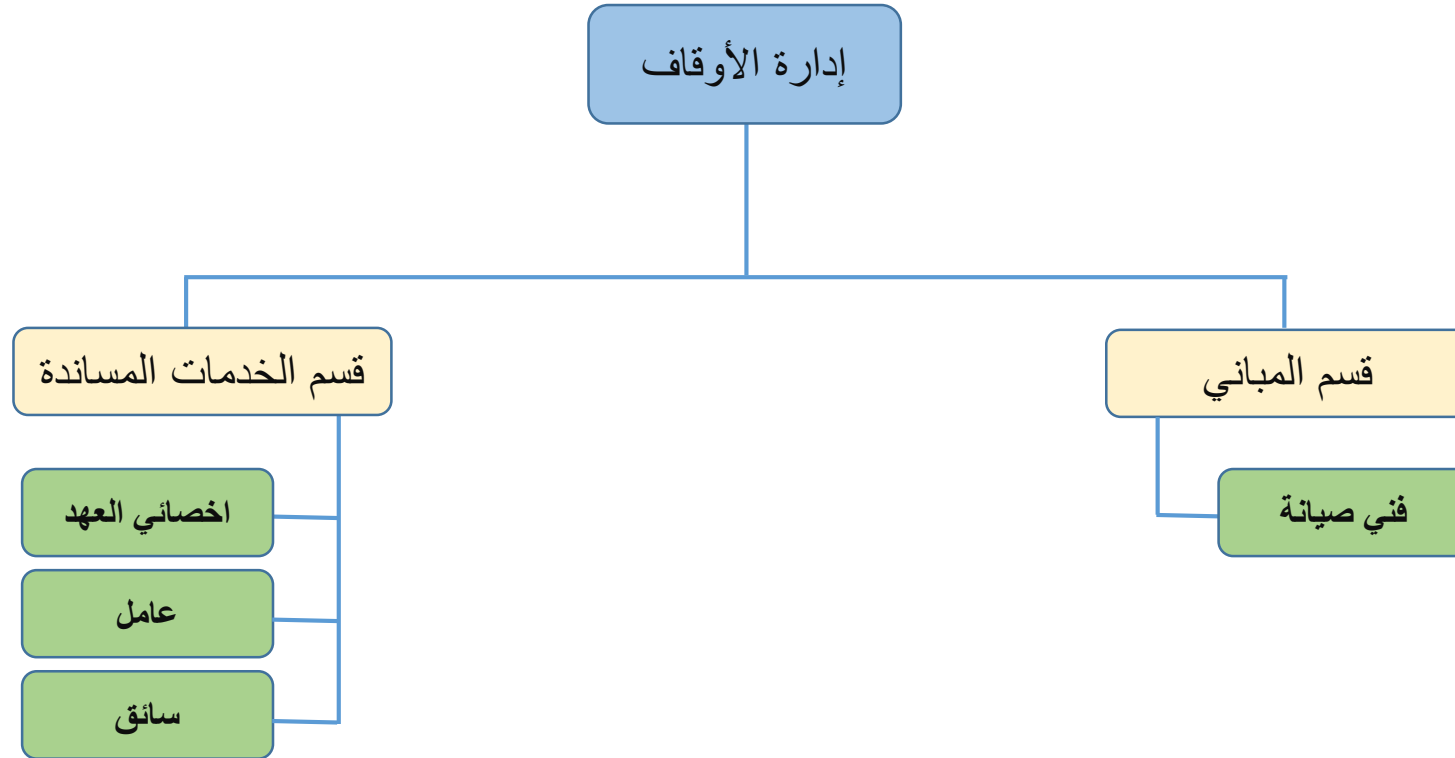 إدارة الأوقاف
قسم المباني
قسم الخدمات المساندة
فني صيانة
اخصائي العهد
عامل
سائق